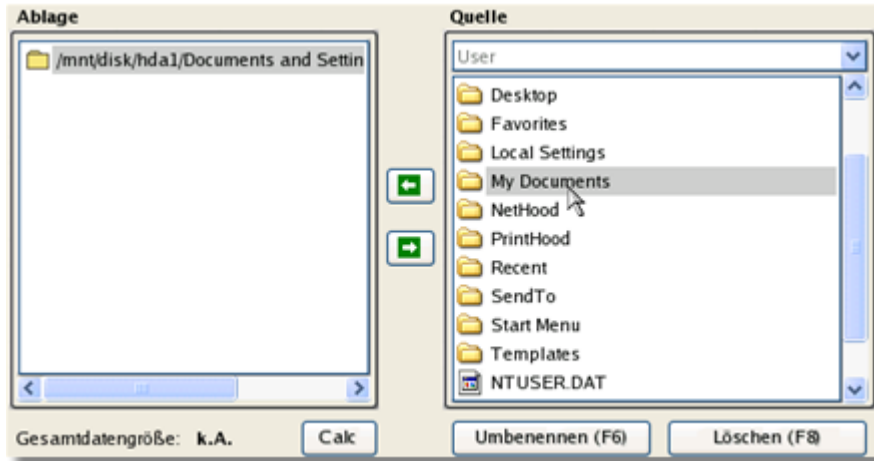 Ablage
/mnt/disk/hda1/Documents and Settin
Gesamtdatengröße: k.A.
Calc
Quelle
User
Desktop
Favorites
Local Settings
My Documents
NetHood
PrintHood
Recent
SendTo
Start Menu
Templates
NTUSER.DAT
Umbenennen (F6)
Löschen (F8)